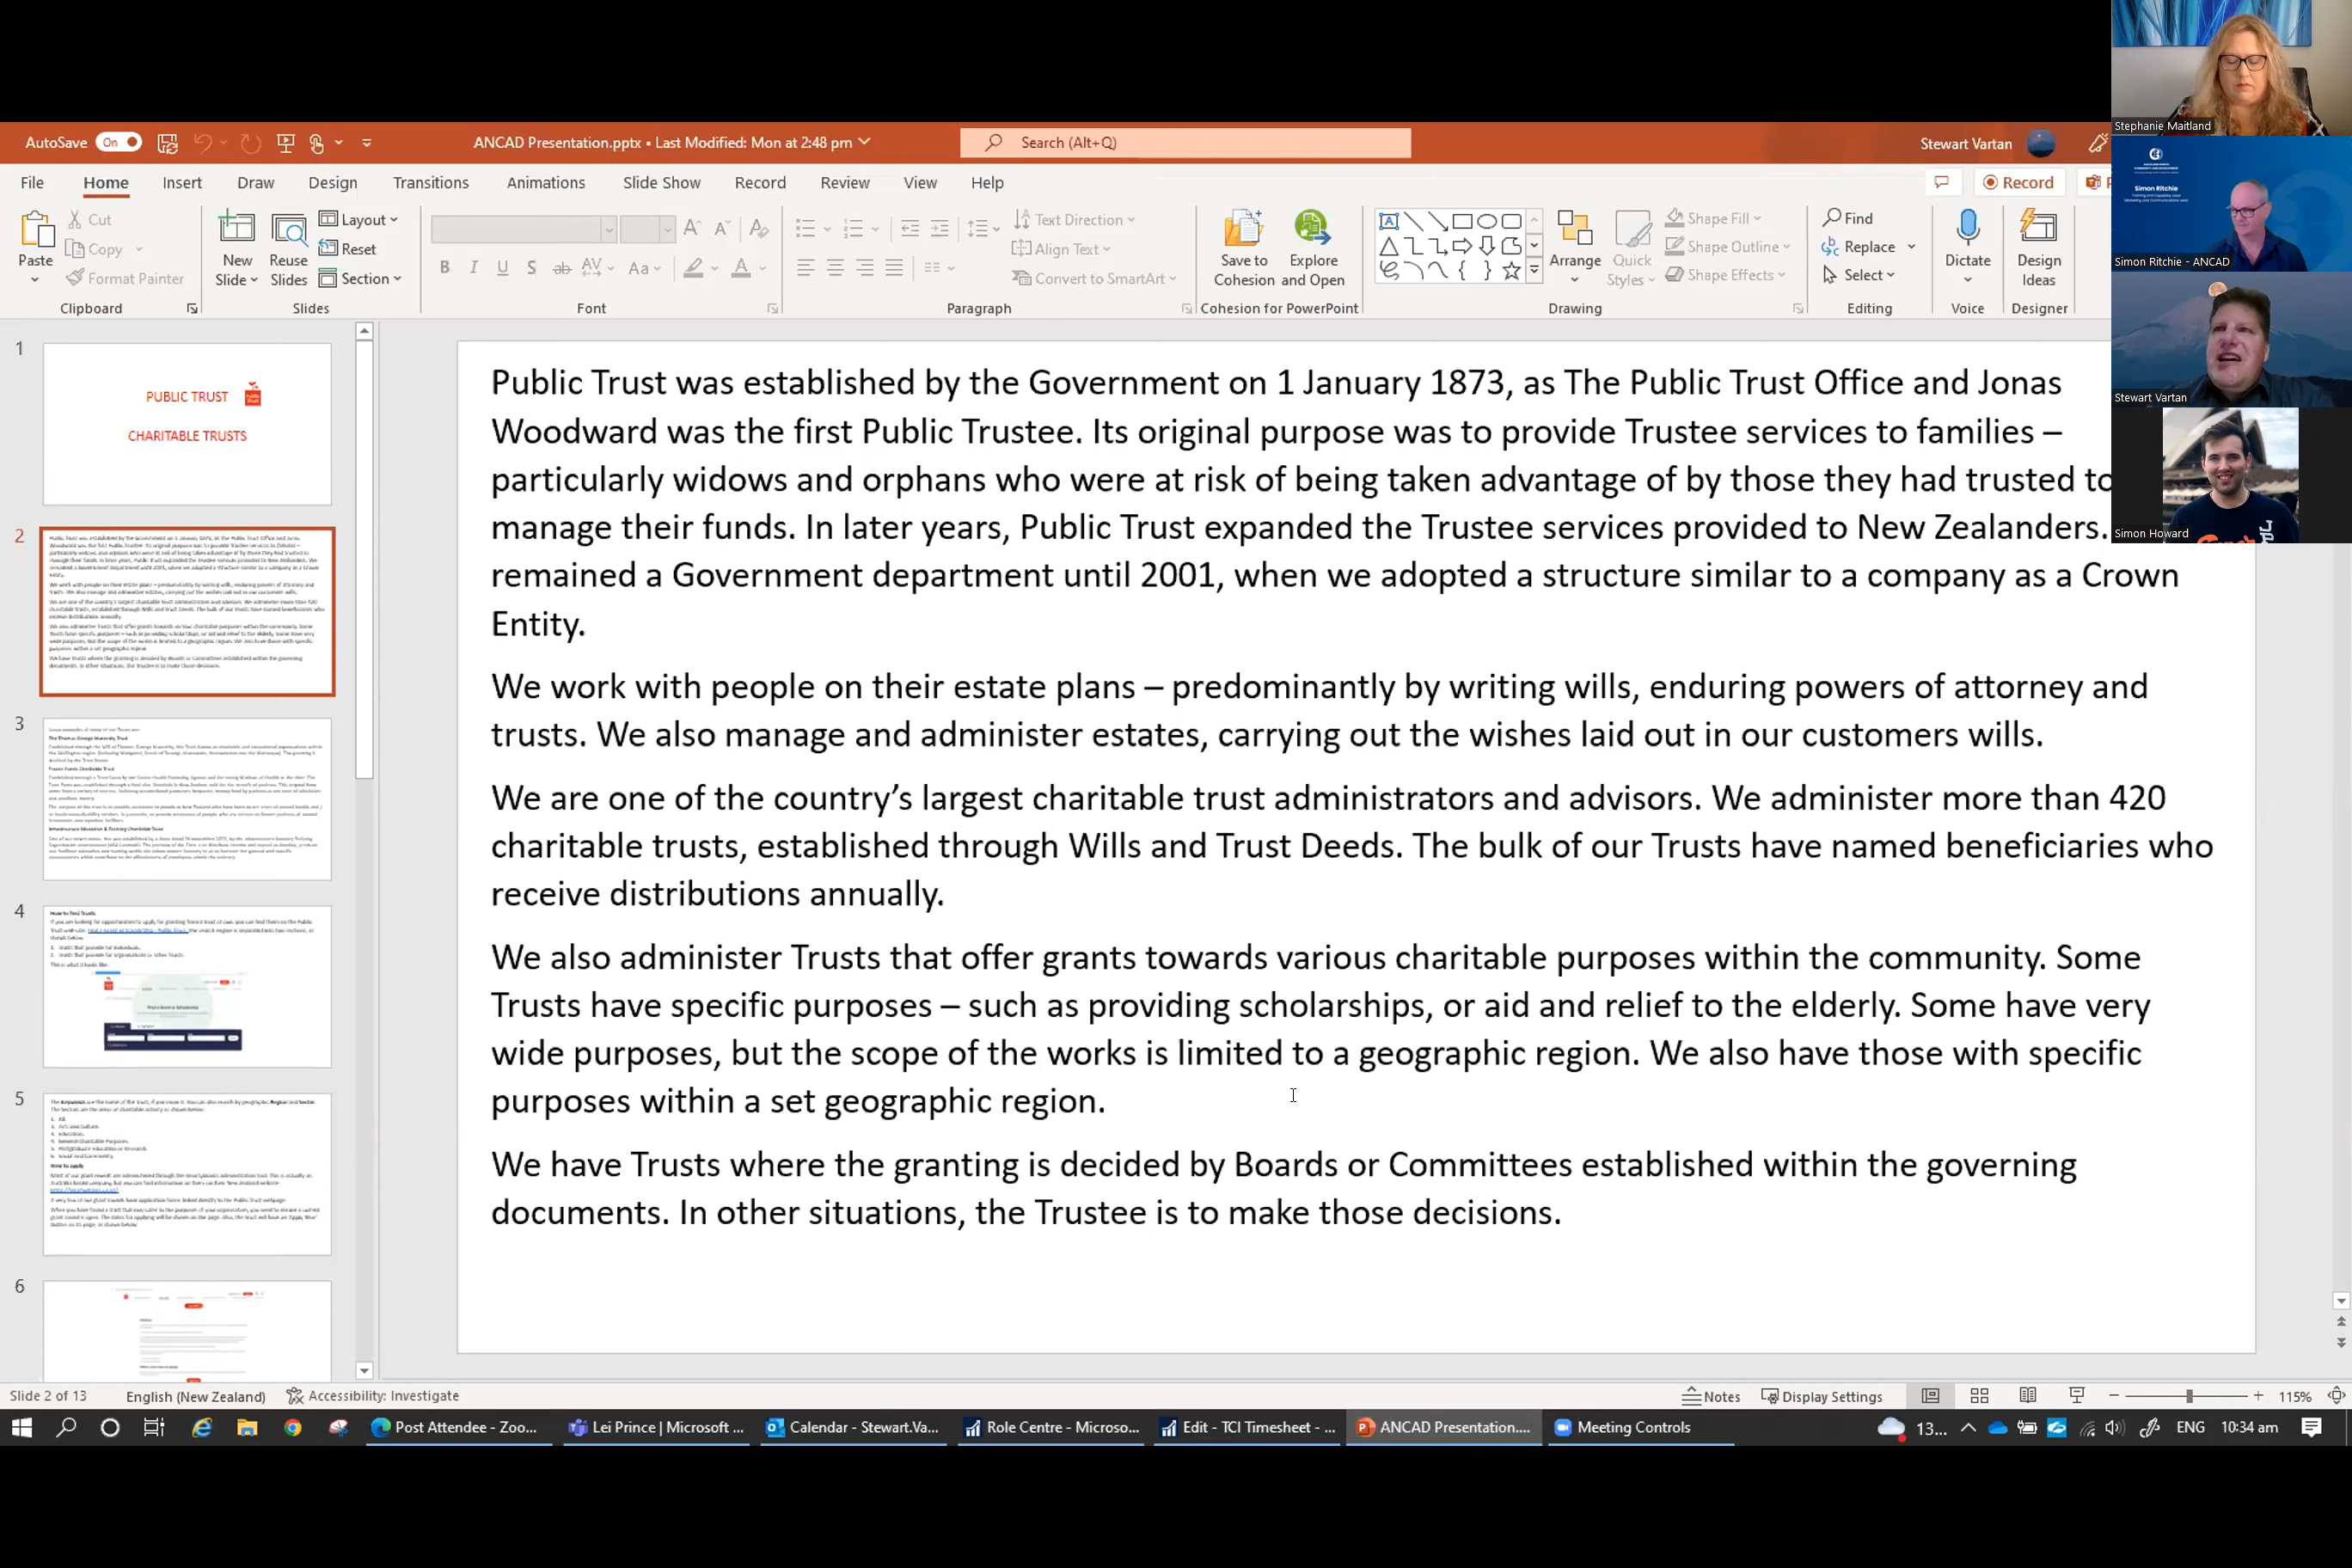 Stephanie Maitland
AutoSave On
ANCAD Presentation.pptx • Last Modified: Mon at 2:48 pm
Search (Alt+Q)
Stewart Vartan
Simon Ritchie
Simon Ritchie - ANCAD
Stewart Vartan
Simon Howard
File Home Insert Draw Design Transitions Animations Slide Show Record Review View Help
Record
Paste
Cut
Copy
Format Painter
Clipboard
New Slide
Reuse Slides
Layout
Reset
Section
Slides
Font
Text Direction
Align Text
Convert to SmartArt
Paragraph
Save to Cohesion
Explore and Open
Cohesion for PowerPoint
Arrange
Quick Styles
Shape Fill
Shape Outline
Shape Effects
Drawing
Find
Replace
Select
Editing
Dictate
Voice
Design Ideas
Designer
1
PUBLIC TRUST
CHARITABLE TRUSTS
2
3
4
5
6
Public Trust was established by the Government on 1 January 1873, as The Public Trust Office and Jonas
Woodward was the first Public Trustee. Its original purpose was to provide Trustee services to families –
particularly widows and orphans who were at risk of being taken advantage of by those they had trusted to
manage their funds. In later years, Public Trust expanded the Trustee services provided to New Zealanders.
remained a Government department until 2001, when we adopted a structure similar to a company as a Crown
Entity.
We work with people on their estate plans – predominantly by writing wills, enduring powers of attorney and
trusts. We also manage and administer estates, carrying out the wishes laid out in our customers wills.
We are one of the country’s largest charitable trust administrators and advisors. We administer more than 420
charitable trusts, established through Wills and Trust Deeds. The bulk of our Trusts have named beneficiaries who
receive distributions annually.
We also administer Trusts that offer grants towards various charitable purposes within the community. Some
Trusts have specific purposes – such as providing scholarships, or aid and relief to the elderly. Some have very
wide purposes, but the scope of the works is limited to a geographic region. We also have those with specific
purposes within a set geographic region.
We have Trusts where the granting is decided by Boards or Committees established within the governing
documents. In other situations, the Trustee is to make those decisions.
Slide 2 of 13 English (New Zealand) Accessibility: Investigate
Notes Display Settings 115%
Post Attendee - Zoo... Lei Prince | Microsoft ... Calendar - Stewart.Va... Role Centre - Microso... Edit - TCI Timesheet - ... ANCAD Presentation.... Meeting Controls 13... ENG 10:34 am